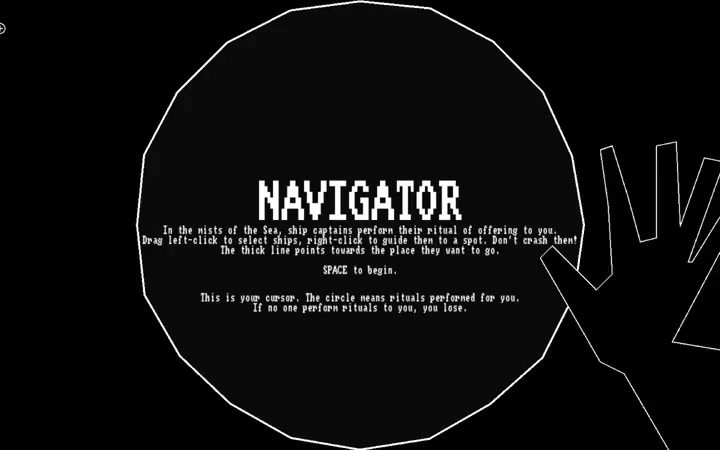 NAVIGATOR
In the mists of the Sea, ship captains perform their ritual of offering to you.
Drag left-click to select ships, right-click to guide them to a spot. Don't crash them!
The thick line points towards the place they want to go.
SPACE to begin.
This is your cursor. The circle means rituals performed for you.
If no one perform rituals to you, you lose.